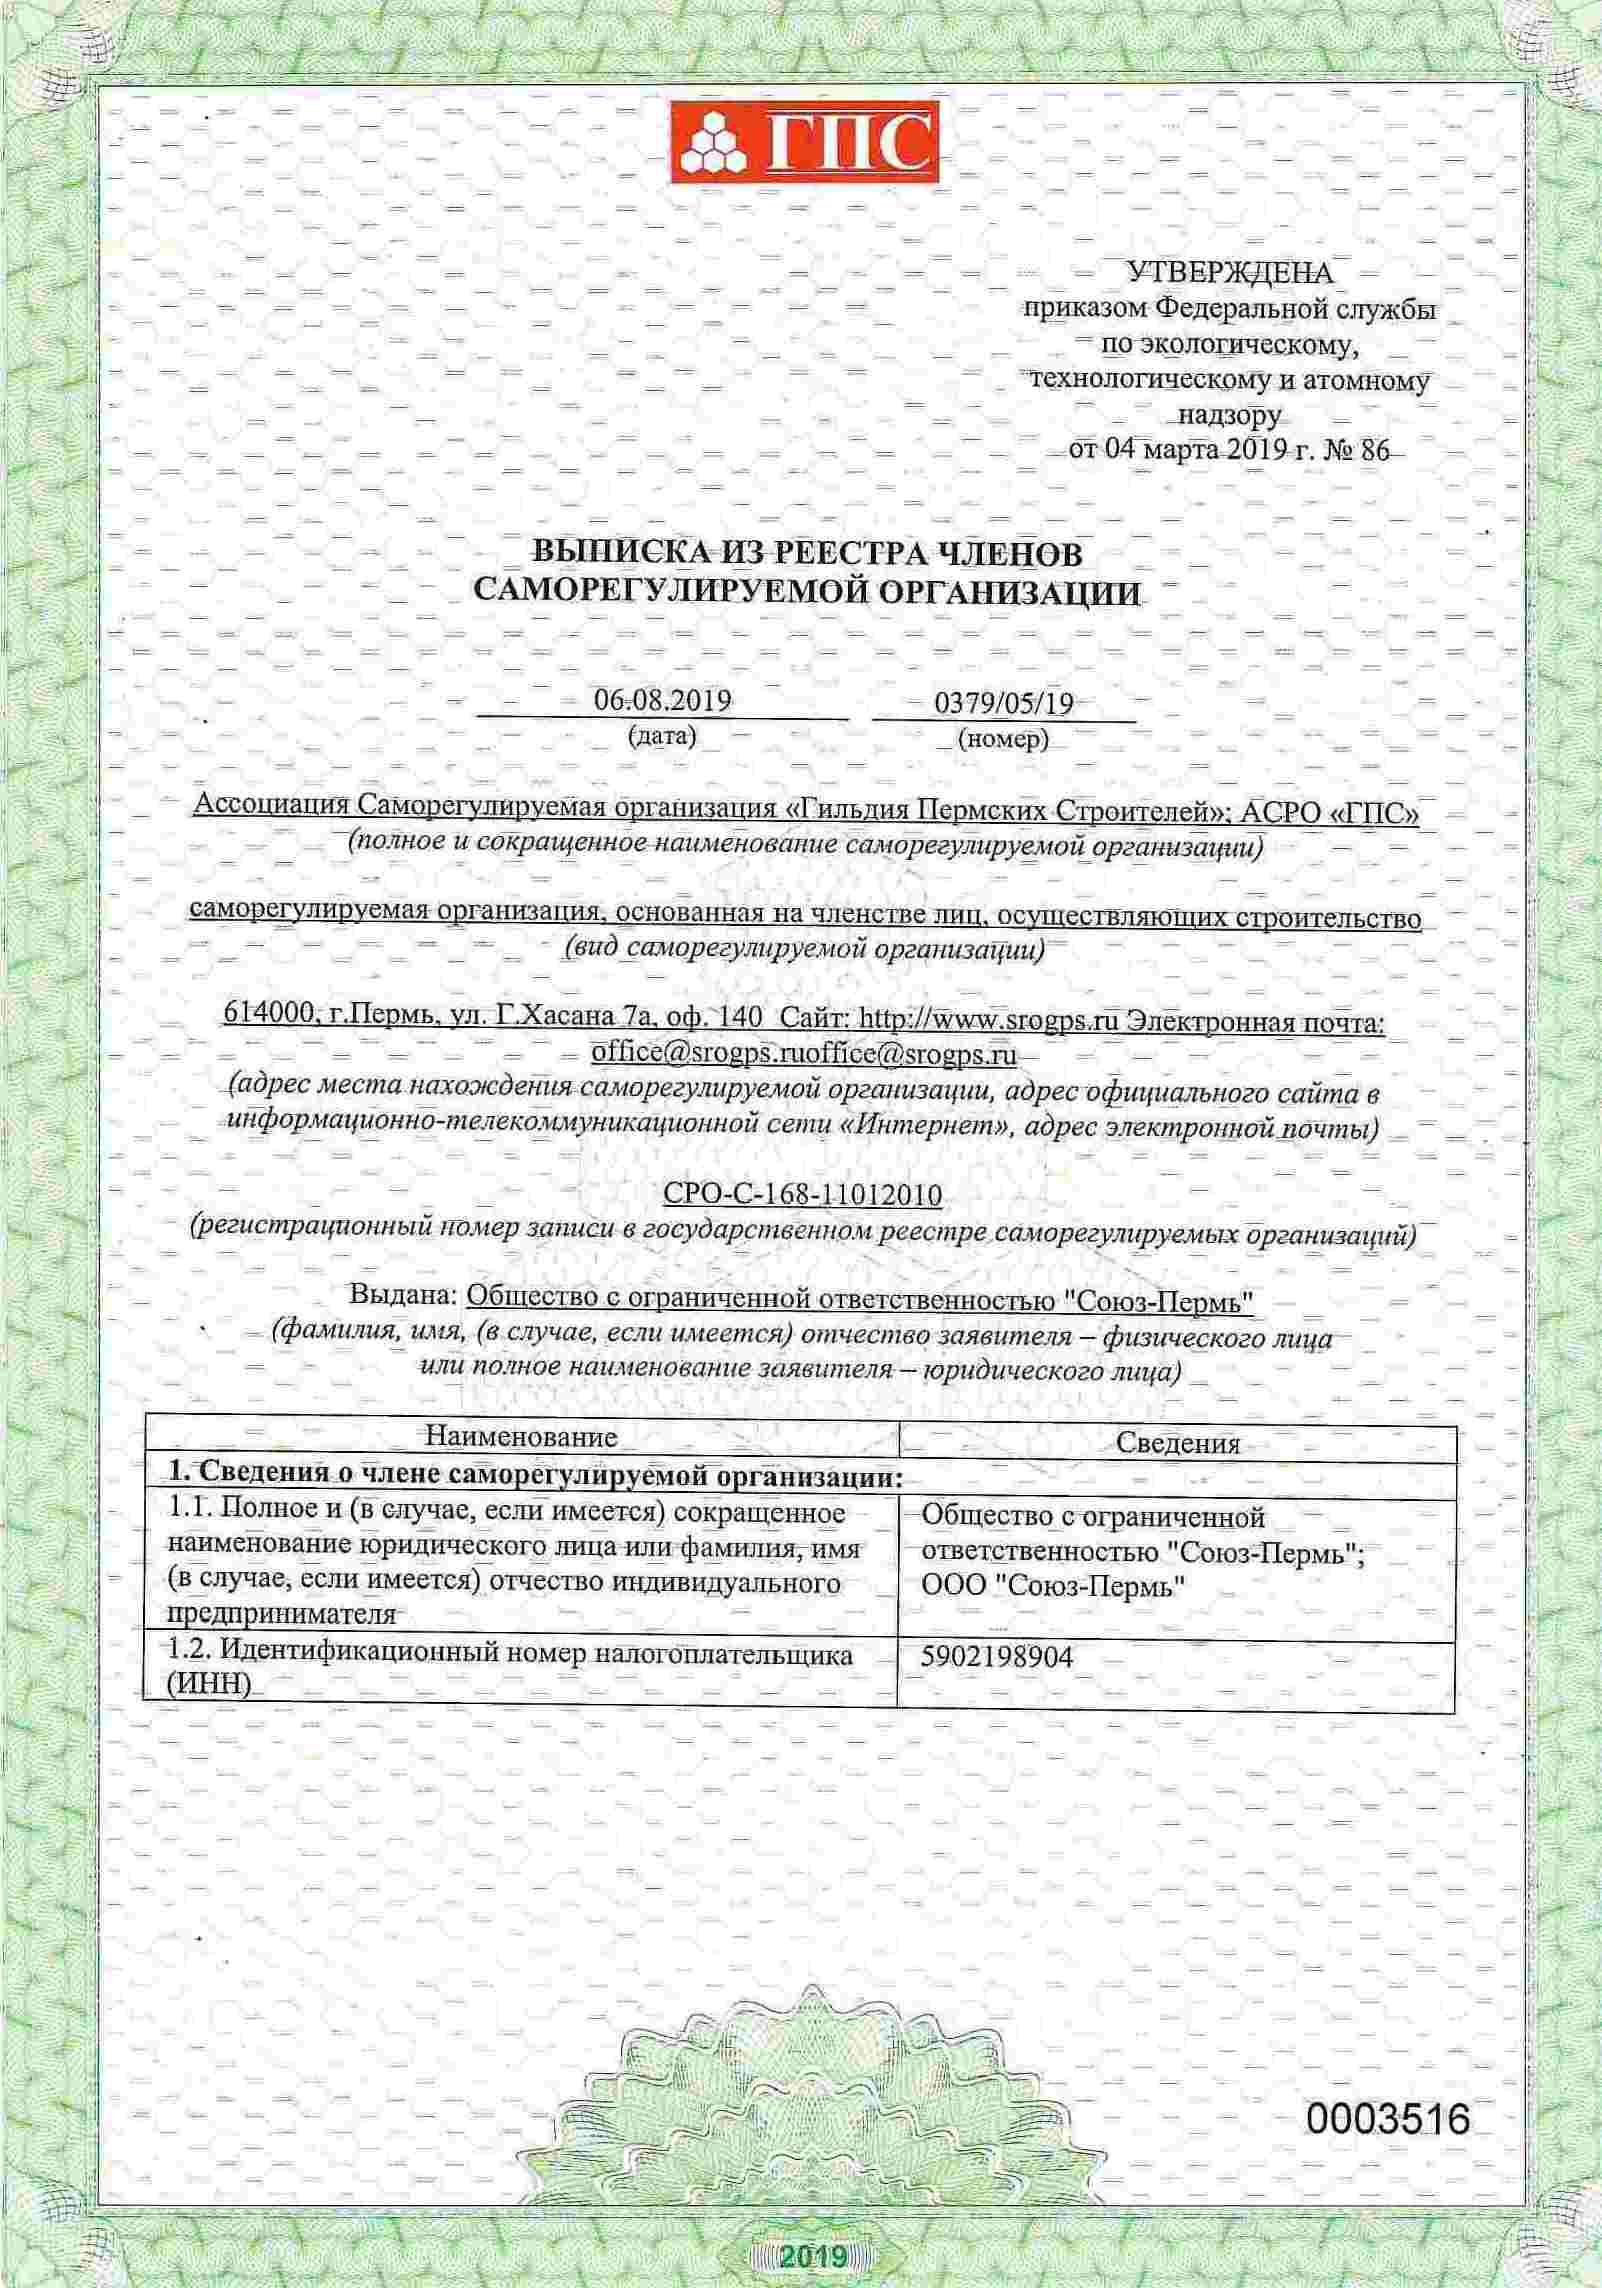 ГПС
УТВЕРЖДЕНА
приказом Федеральной службы
по экологическому,
технологическому и атомному
надзору
от 04 марта 2019 г. № 86
ВЫПИСКА ИЗ РЕЕСТРА ЧЛЕНОВ
САМОРЕГУЛИРУЕМОЙ ОРГАНИЗАЦИИ
06.08.2019 0379/05/19
(дата) (номер)
Ассоциация Саморегулируемая организация «Гильдия Пермских Строителей»; АСРО «ГПС»
(полное и сокращенное наименование саморегулируемой организации)
саморегулируемая организация, основанная на членстве лиц, осуществляющих строительство
(вид саморегулируемой организации)
614000, г.Пермь, ул. Г.Хасана 7а, оф. 140 Сайт: http://www.srogps.ru Электронная почта:
office@srogps.ruoffice@srogps.ru
(адрес места нахождения саморегулируемой организации, адрес официального сайта в
информационно-телекоммуникационной сети «Интернет», адрес электронной почты)
СРО-С-168-11012010
(регистрационный номер записи в государственном реестре саморегулируемых организаций)
Выдана: Общество с ограниченной ответственностью "Союз-Пермь"
(фамилия, имя, (в случае, если имеется) отчество заявителя – физического лица
или полное наименование заявителя – юридического лица)
Наименование Сведения
1. Сведения о члене саморегулируемой организации:
1.1. Полное и (в случае, если имеется) сокращенное
наименование юридического лица или фамилия, имя
(в случае, если имеется) отчество индивидуального
предпринимателя
Общество с ограниченной
ответственностью "Союз-Пермь";
ООО "Союз-Пермь"
1.2. Идентификационный номер налогоплательщика
(ИНН)
5902198904
0003516
2019